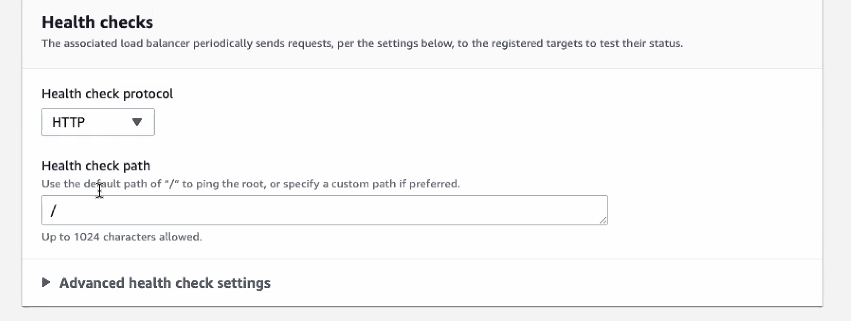 Health checks
The associated load balancer periodically sends requests, per the settings below, to the registered targets to test their status.
Health check protocol
HTTP
Health check path
Use the default path of "/" to ping the root, or specify a custom path if preferred.
/
Up to 1024 characters allowed.
Advanced health check settings